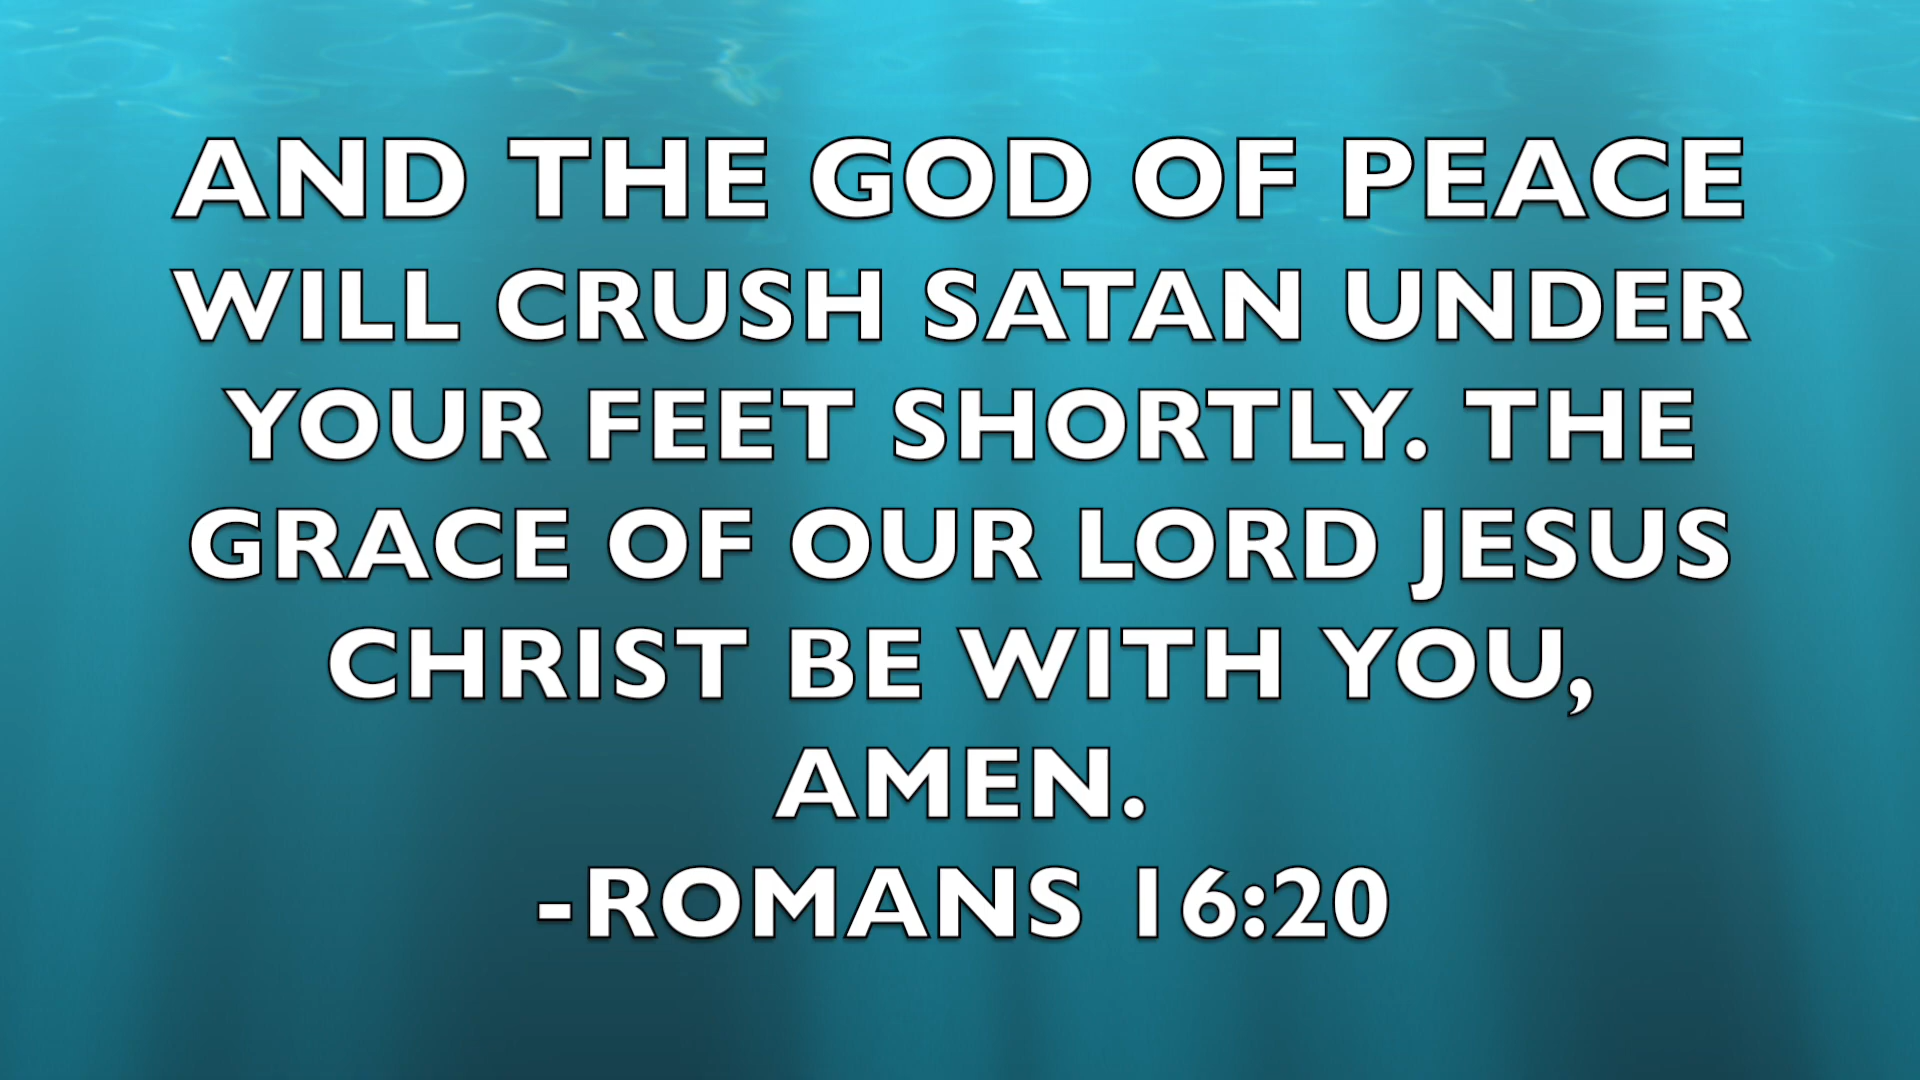 AND THE GOD OF PEACE
WILL CRUSH SATAN UNDER
YOUR FEET SHORTLY. THE
GRACE OF OUR LORD JESUS
CHRIST BE WITH YOU,
AMEN.
-ROMANS 16:20